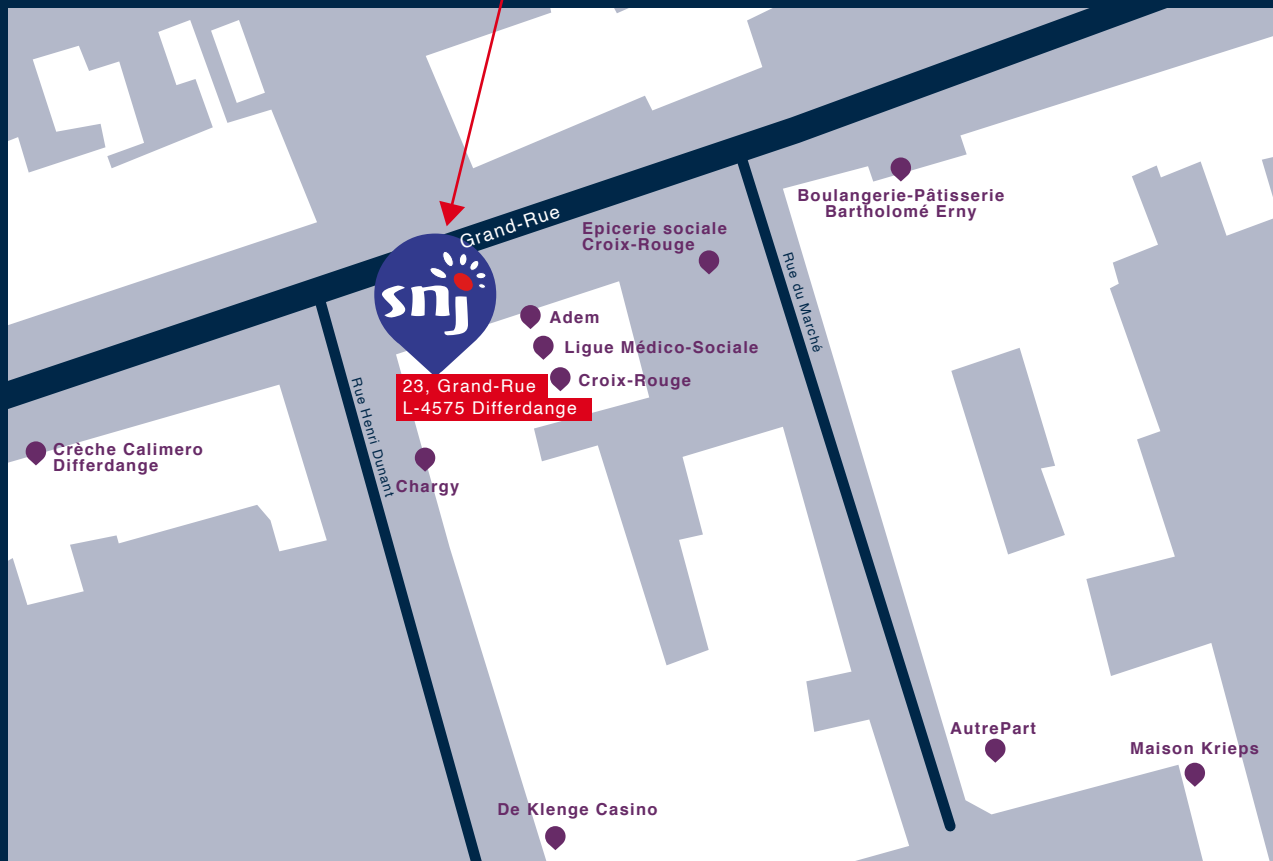 Boulangerie-Pâtisserie
Bartholomé Erny
Grand-Rue
Epicerie sociale
Croix-Rouge
snj
Rue du Marché
Adem
Ligue Médico-Sociale
Croix-Rouge
23, Grand-Rue
L-4575 Differdange
Rue Henri Dunant
Crèche Calimero
Differdange
Chargy
AutrePart
Maison Krieps
De Klenge Casino